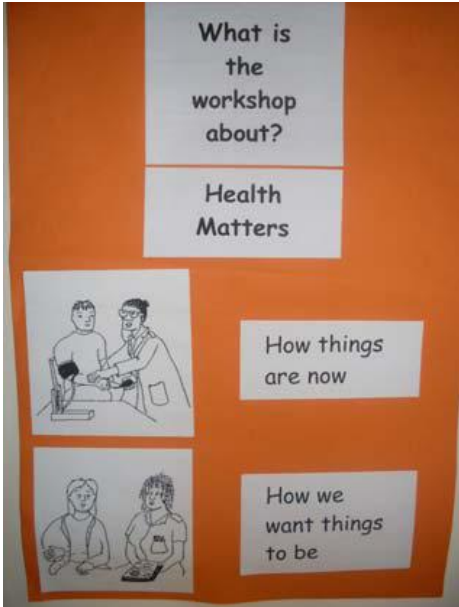 What is
the
workshop
about?
Health
Matters
How things
are now
How we
want things
to be